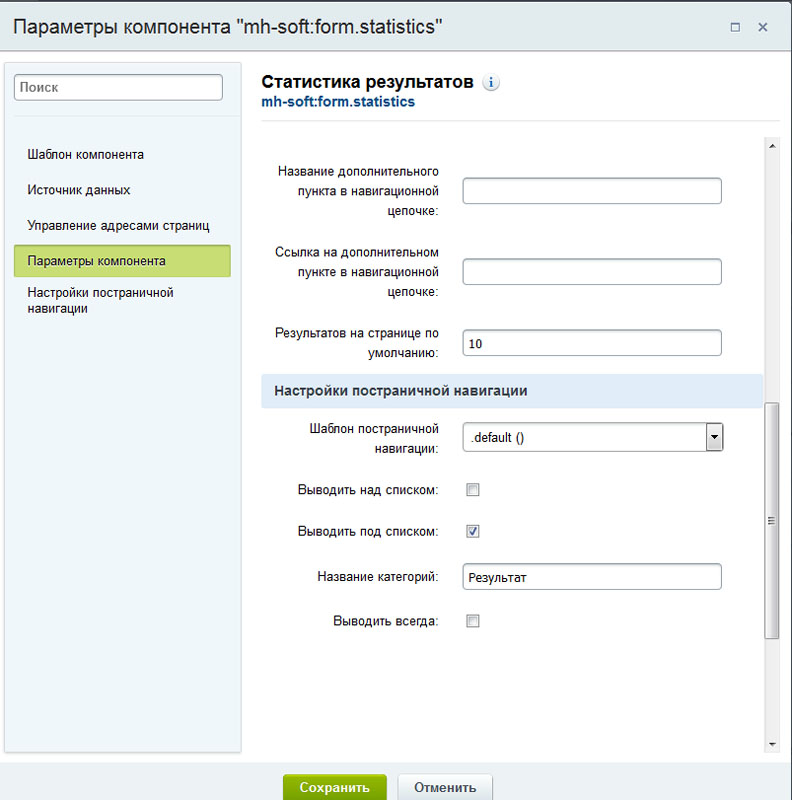 Параметры компонента "mh-soft:form.statistics"
Поиск
Шаблон компонента
Источник данных
Управление адресами страниц
Параметры компонента
Настройки постраничной
навигации
Статистика результатов
mh-soft:form.statistics
Название дополнительного
пункта в навигационной
цепочке:
Ссылка на дополнительном
пункте в навигационной
цепочке:
Результатов на странице по
умолчанию:
10
Настройки постраничной навигации
Шаблон постраничной
навигации:
.default ()
Выводить над списком:
Выводить под списком:
Название категорий:
Результат
Выводить всегда:
Сохранить
Отменить